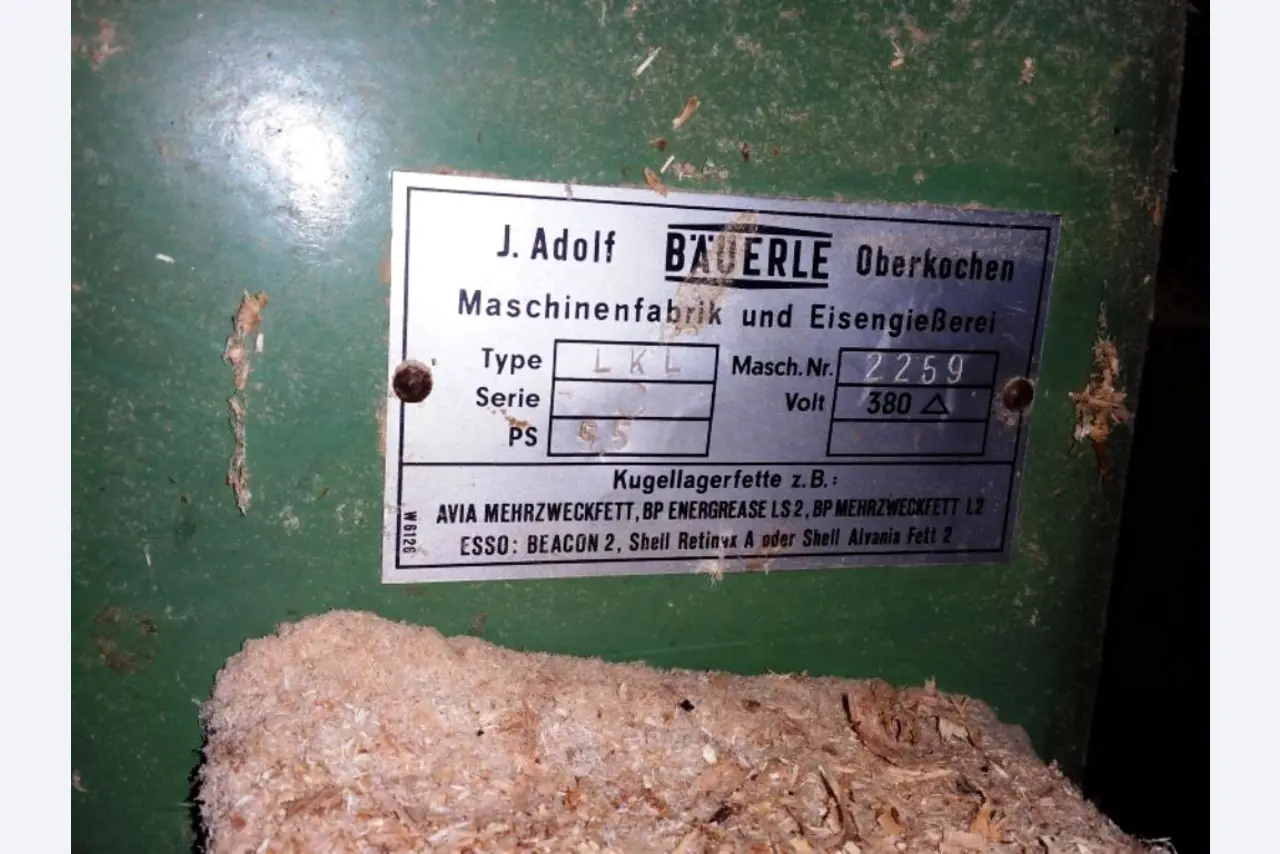 J. Adolf BÄUERLE Oberkochen
Maschinenfabrik und Eisengießerei
Type LKL Masch. Nr. 2259
Serie Volt 380 △
PS
Kugellagerfette z.B.:
AVIA MEHRZWECKFETT, BP ENERGREASE LS 2, BP MEHRZWECKFETT L2
ESSO: BEACON 2, Shell Retinax A oder Shell Alvania Fett 2
W 6126